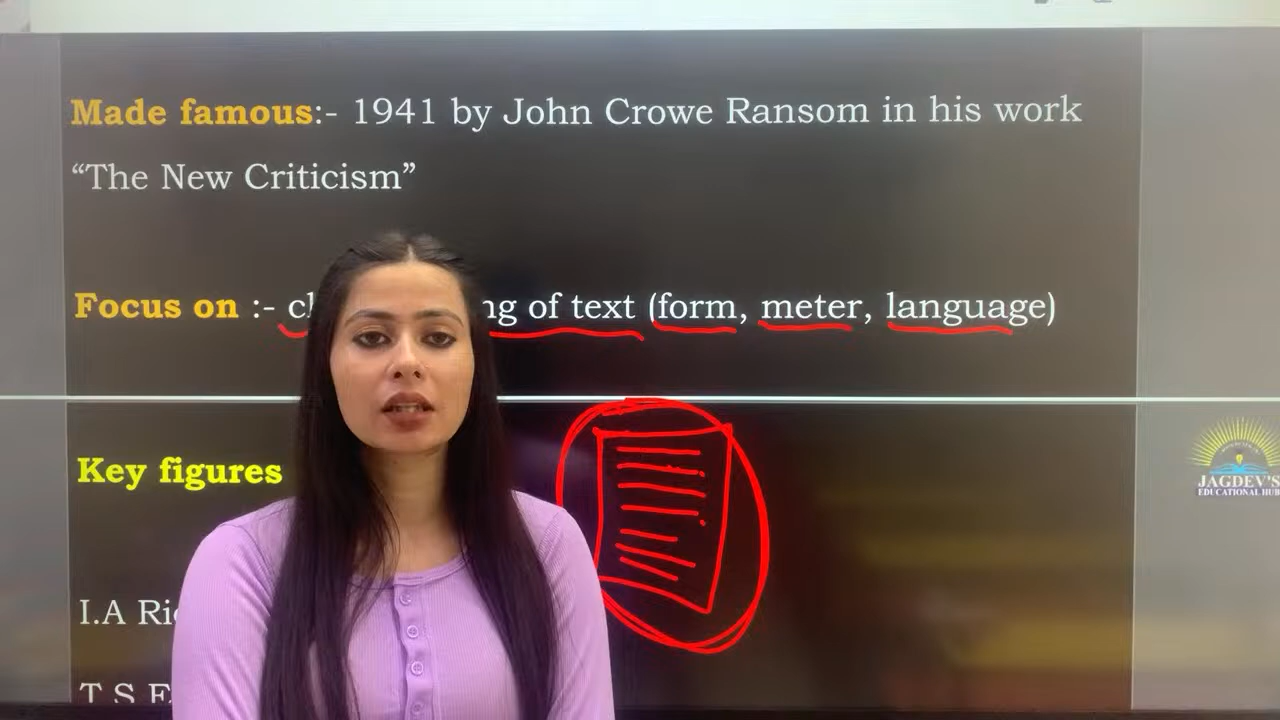 Made famous:- 1941 by John Crowe Ransom in his work
“The New Criticism”
Focus on :- ng of text (form, meter, language)
Key figures
JAGDEV'S
EDUCATIONAL HUB
I.A
T S